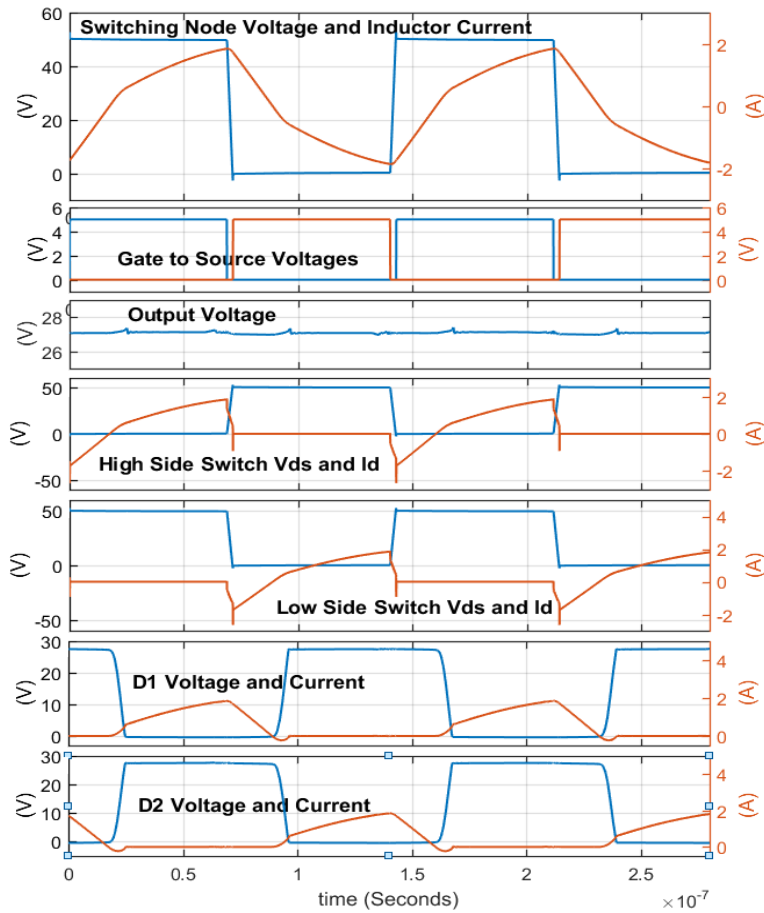 Switching Node Voltage and Inductor Current
60
40
20
0
(V)
2
0
-2
(A)
0
6
4
2
0
(V)
Gate to Source Voltages
6
4
2
0
(V)
0
Output Voltage
28
26
(V)
50
0
-50
(V)
High Side Switch Vds and Id
2
0
-2
(A)
50
0
-50
(V)
Low Side Switch Vds and Id
4
2
0
-2
(A)
30
20
10
0
(V)
D1 Voltage and Current
4
2
0
(A)
30
20
10
0
(V)
D2 Voltage and Current
4
2
0
(A)
0 0.5 1 1.5 2 2.5
time (Seconds)
×10-7